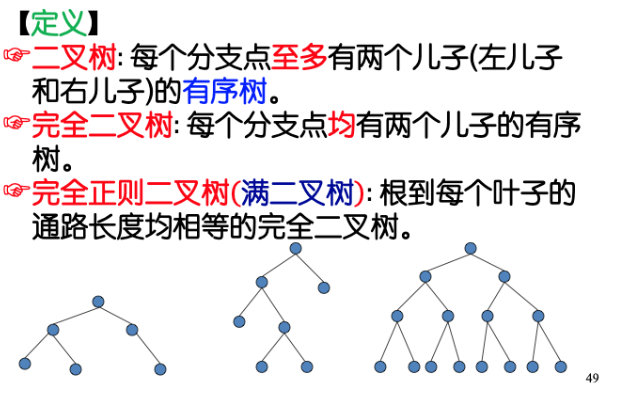 【定义】
☞二叉树: 每个分支点至多有两个儿子(左儿子
和右儿子)的有序树。
☞完全二叉树: 每个分支点均有两个儿子的有序
树。
☞完全正则二叉树(满二叉树): 根到每个叶子的
通路长度均相等的完全二叉树。
49